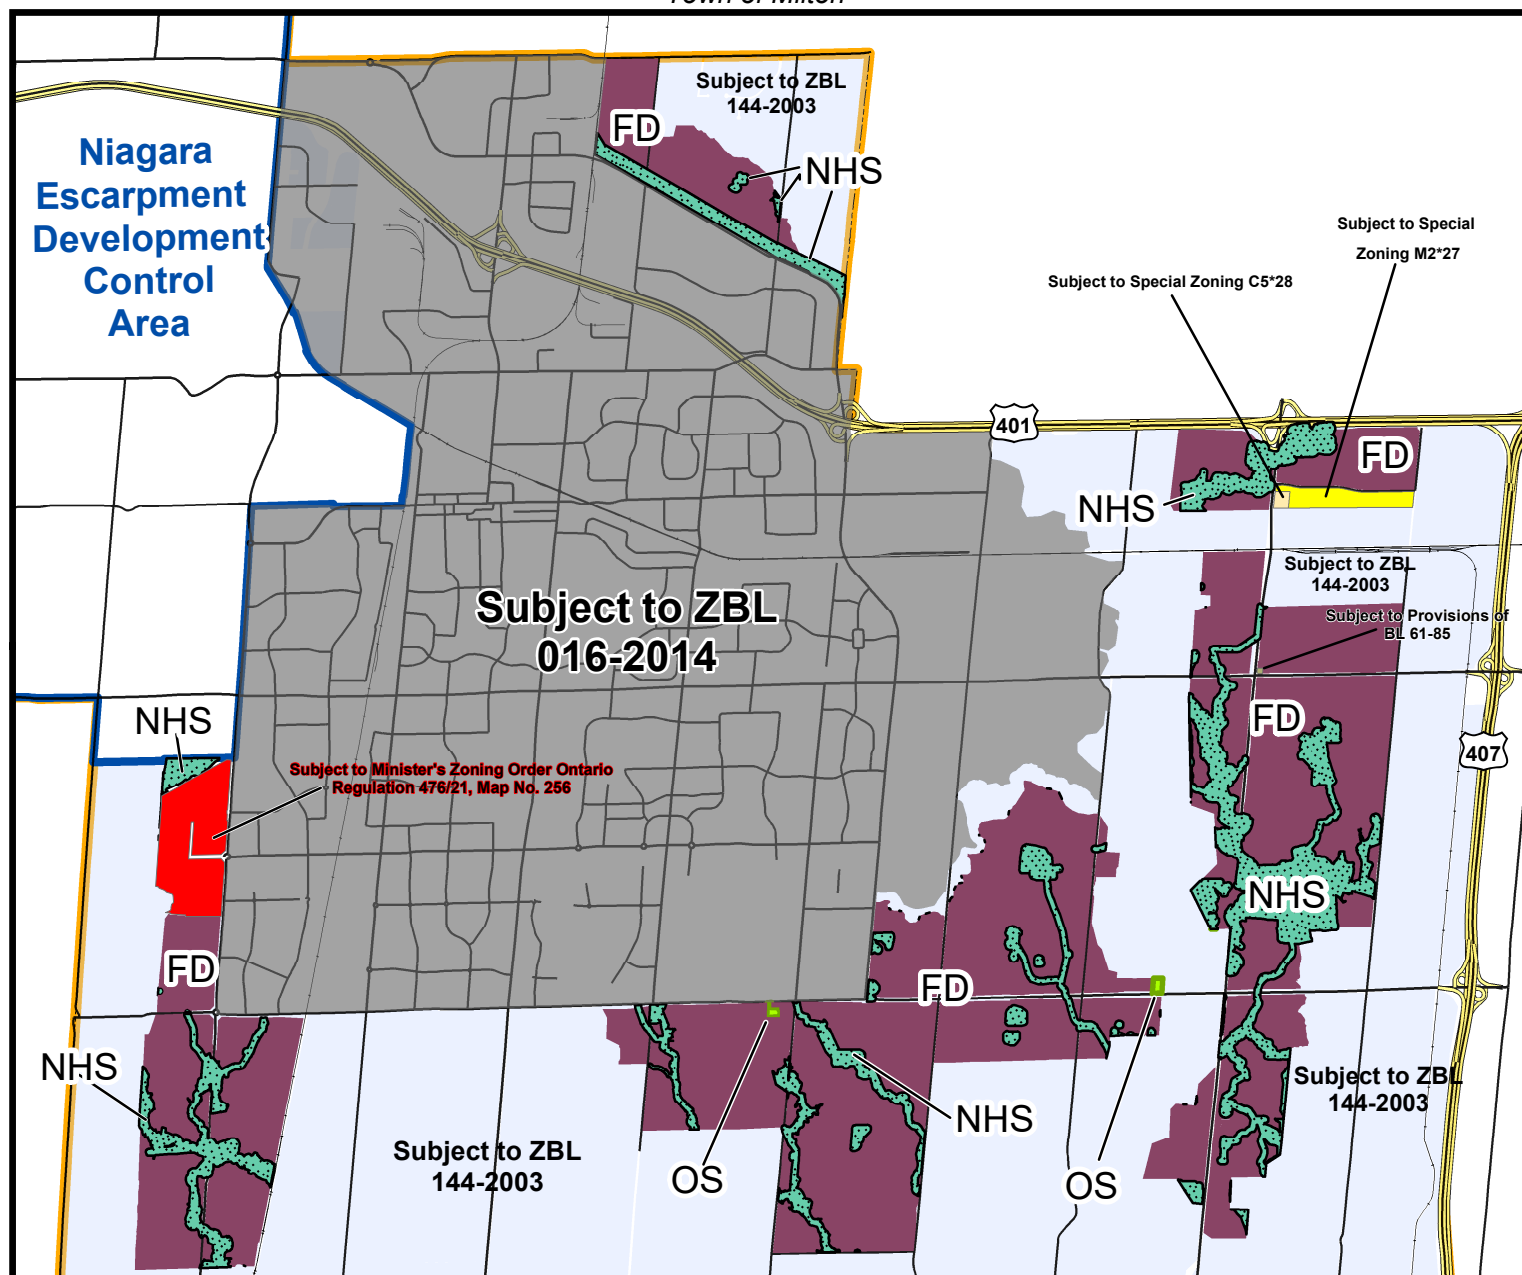 Town of Milton
Subject to ZBL
144-2003
FD
NHS
Niagara
Escarpment
Development
Control
Area
Subject to Special
Zoning M2*27
Subject to Special Zoning C5*28
401
FD
NHS
Subject to ZBL
144-2003
Subject to ZBL
016-2014
Subject to Provisions of
BL 61-85
FD
NHS
407
Subject to Minister's Zoning Order Ontario
Regulation 476/21, Map No. 256
NHS
FD
FD
NHS
Subject to ZBL
144-2003
NHS
Subject to ZBL
144-2003
OS
OS